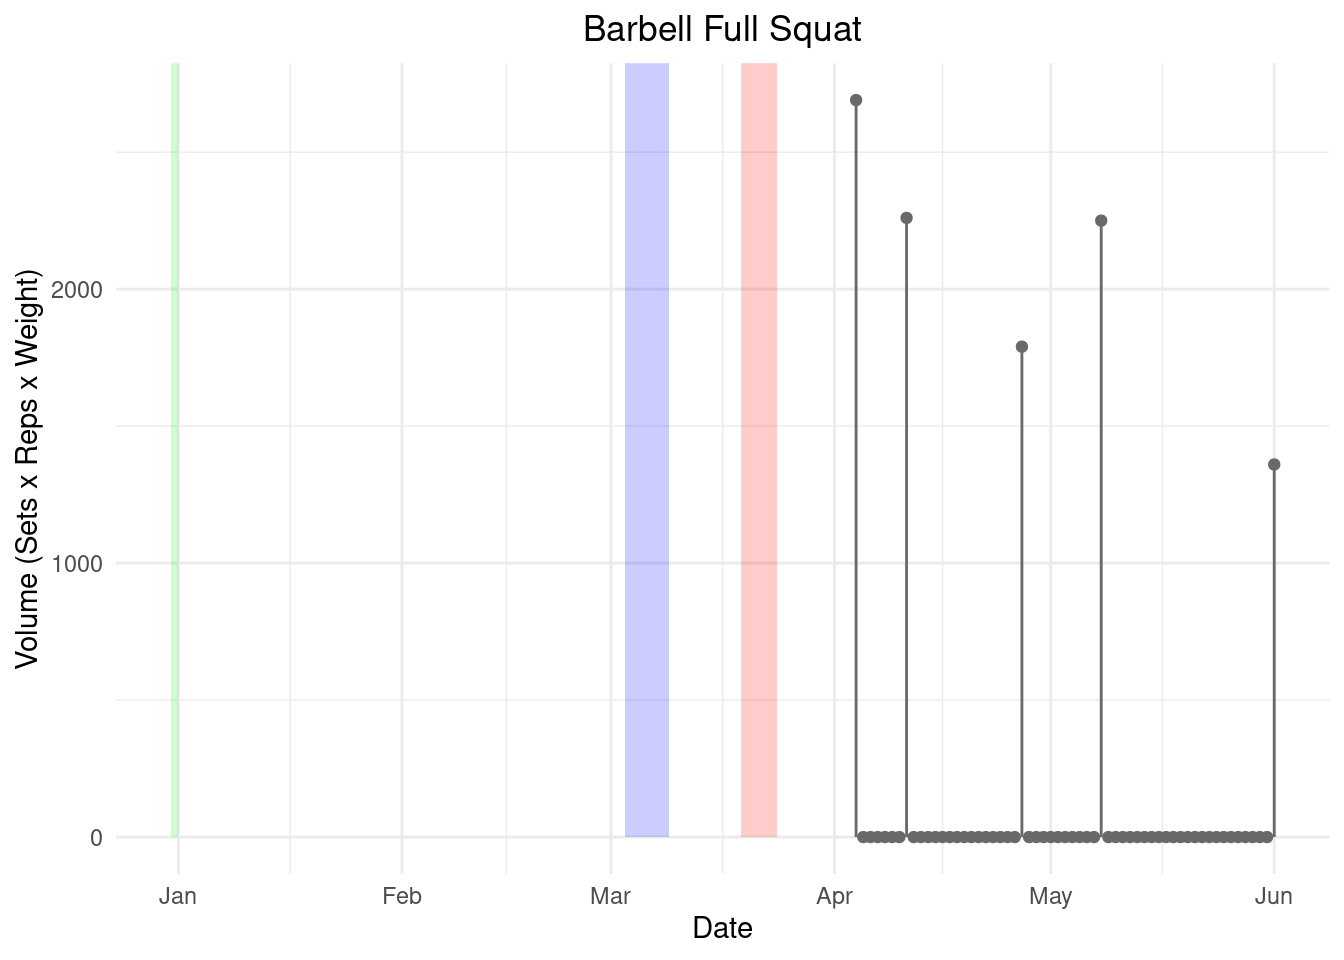 Barbell Full Squat
Volume (Sets x Reps x Weight)
2000
1000
0
Jan Feb Mar Apr May Jun
Date